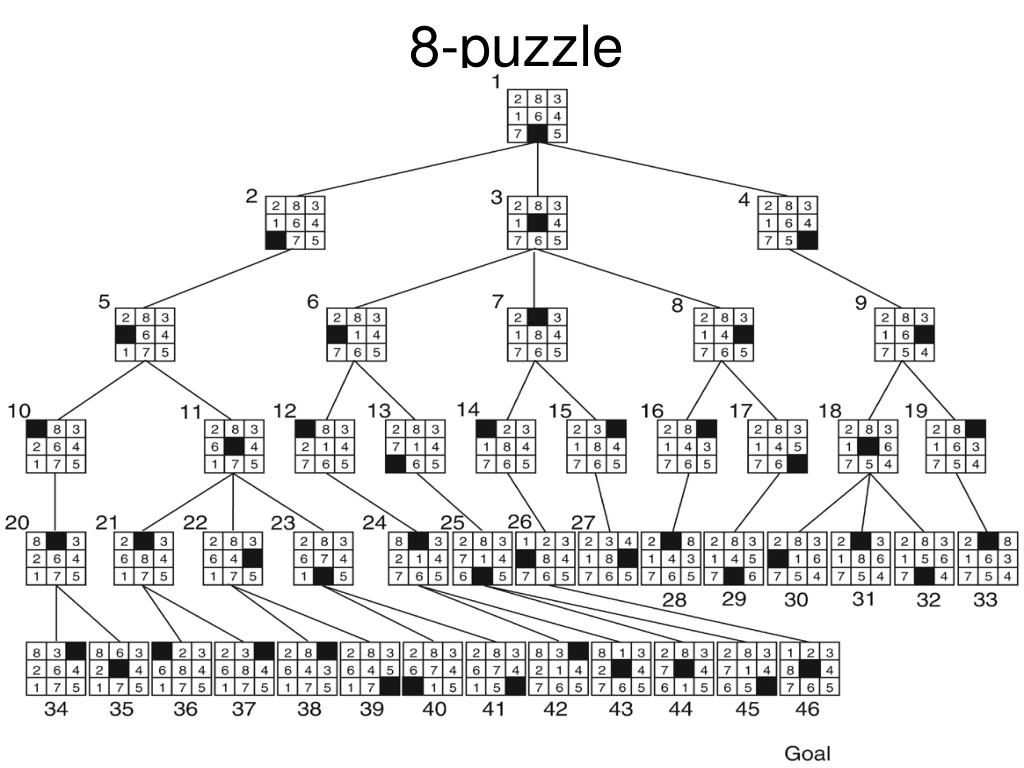 8-puzzle
1
2 8 3
1 6 4
7 5
2
2 8 3
1 6 4
7 5
3
2 8 3
1 4
7 6 5
4
2 8 3
1 6 4
7 5
5
2 8 3
6 4
1 7 5
6
2 8 3
1 4
7 6 5
7
2 3
1 8 4
7 6 5
8
2 8 3
1 4
7 6 5
9
2 8 3
1 6
7 5 4
10
8 3
2 6 4
1 7 5
11
2 8 3
6 4
1 7 5
12
8 3
2 1 4
7 6 5
13
2 8 3
7 1 4
6 5
14
2 3
1 8 4
7 6 5
15
2 3
1 8 4
7 6 5
16
2 8
1 4 3
7 6 5
17
2 8 3
1 4 5
7 6
18
2 8 3
1 6
7 5 4
19
2 8
1 6 3
7 5 4
20
8 3
2 6 4
1 7 5
21
2 3
6 8 4
1 7 5
22
2 8 3
6 4
1 7 5
23
2 8 3
6 7 4
1 5
24
8 3
2 1 4
7 6 5
25
2 8 3
7 1 4
6 5
26
1 2 3
8 4
7 6 5
27
2 3 4
1 8
7 6 5
2 8
1 4 3
7 6 5
28
2 8 3
1 4 5
7 6
29
2 8 3
1 6
7 5 4
30
2 3
1 8 6
7 5 4
31
2 8 3
1 5 6
7 4
32
2 8
1 6 3
7 5 4
33
8 3
2 6 4
1 7 5
34
8 6 3
2 4
1 7 5
35
2 3
6 8 4
1 7 5
36
2 3
6 8 4
1 7 5
37
2 8
6 4 3
1 7 5
38
2 8 3
6 4 5
1 7
39
2 8 3
6 7 4
1 5
40
2 8 3
6 7 4
1 5
41
8 3
2 1 4
7 6 5
42
8 1 3
2 4
7 6 5
43
2 8 3
7 4
6 1 5
44
2 8 3
7 1 4
6 5
45
1 2 3
8 4
7 6 5
46
Goal